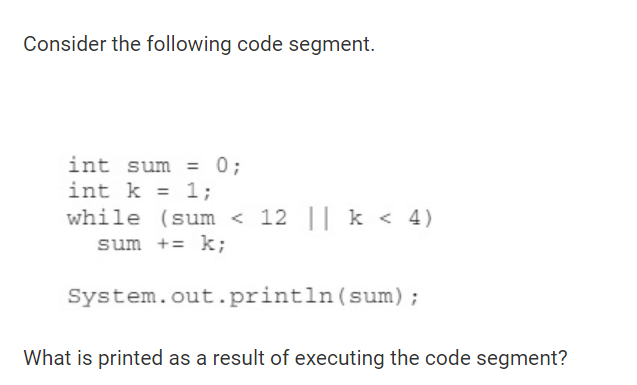 Consider the following code segment.
int sum = 0;
int k = 1;
while (sum < 12 || k < 4)
sum += k;
System.out.println(sum);
What is printed as a result of executing the code segment?